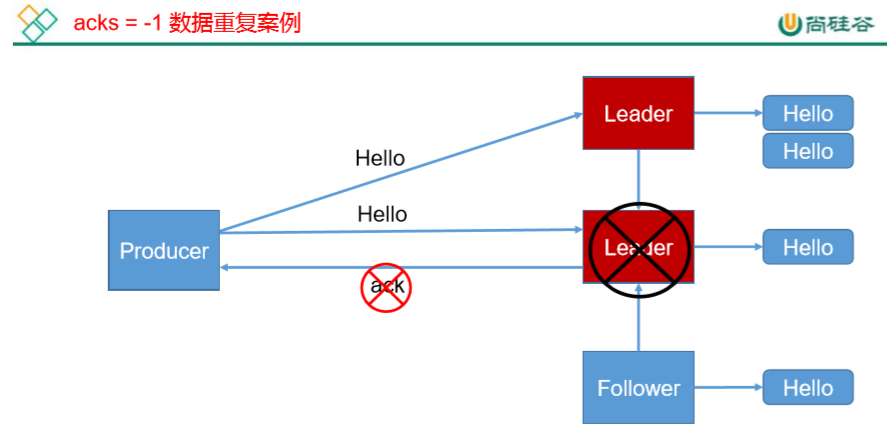 acks = -1 数据重复案例
尚硅谷
Leader
Hello
Hello
Hello
Hello
Producer
Leader
Hello
ack
Follower
Hello